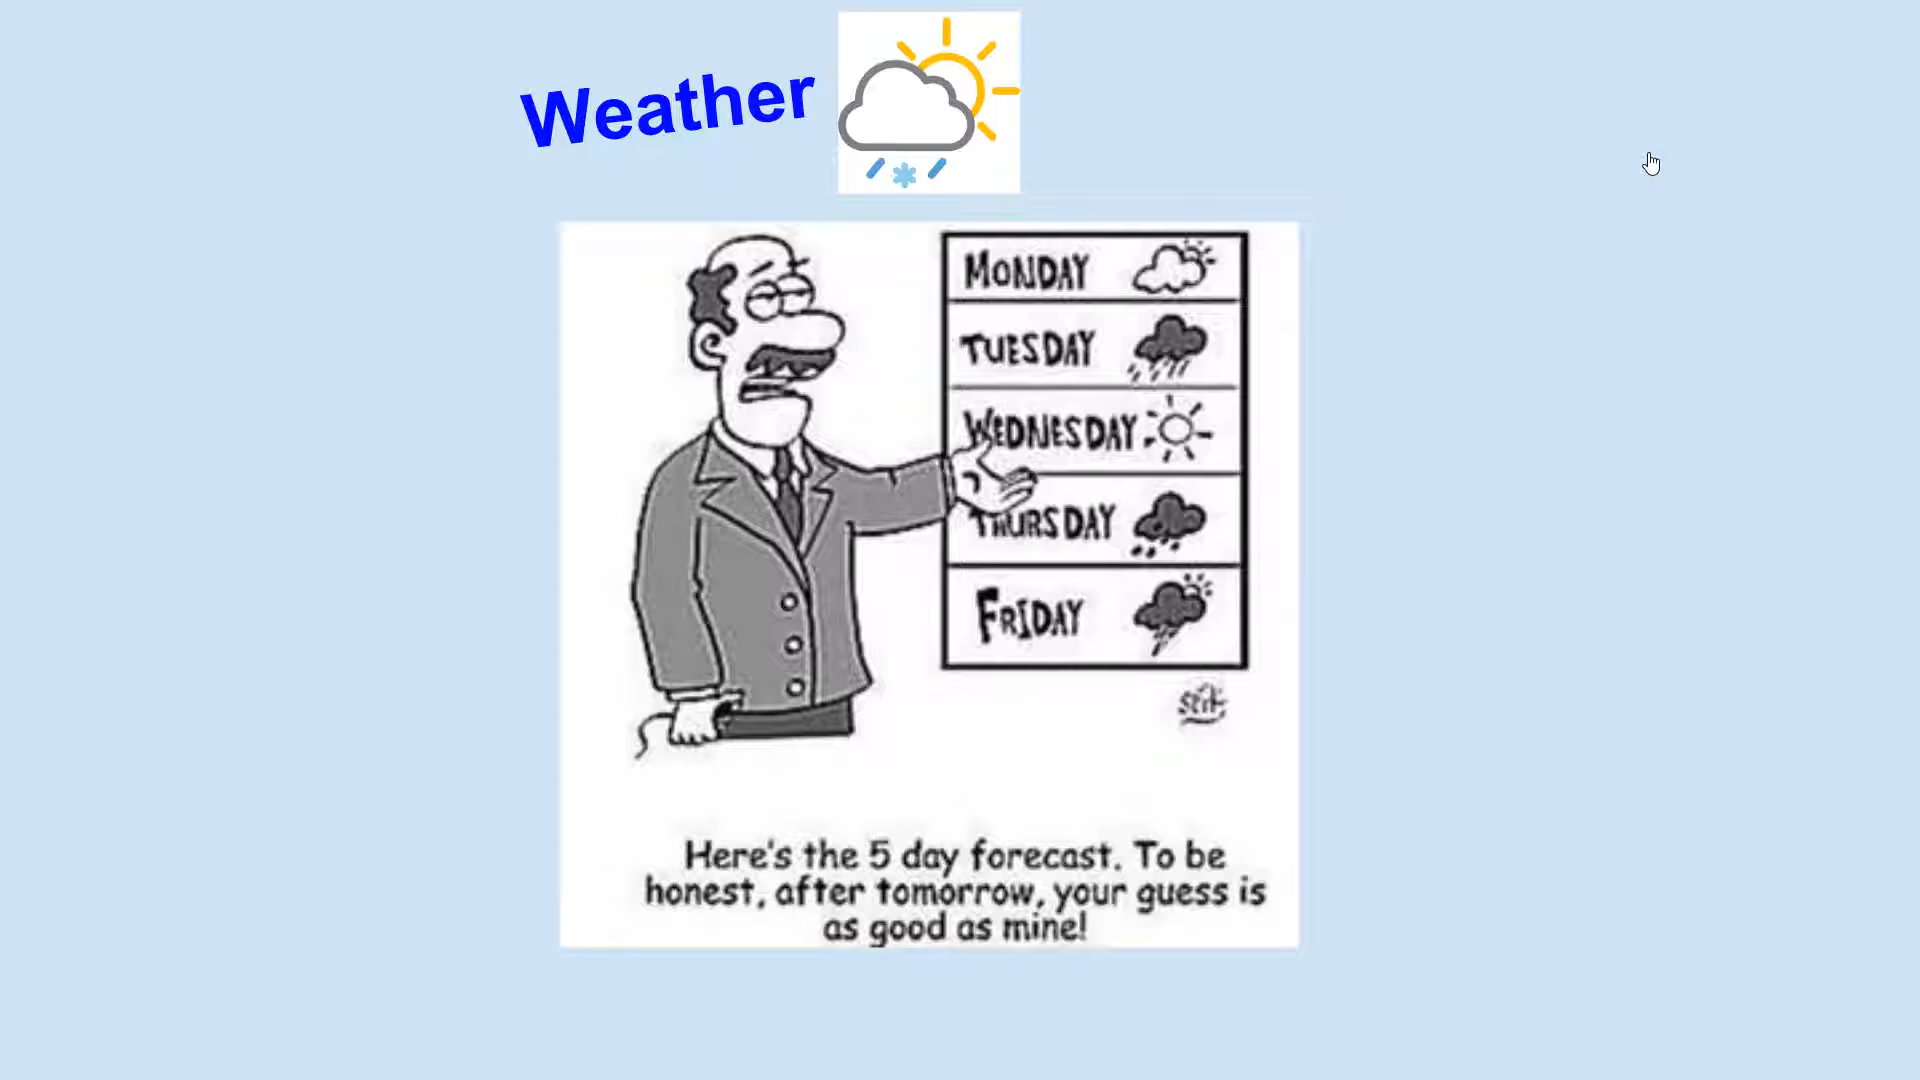 Weather
MONDAY
TUESDAY
WEDNESDAY
THURSDAY
FRIDAY
Here's the 5 day forecast. To be
honest, after tomorrow, your guess is
as good as mine!